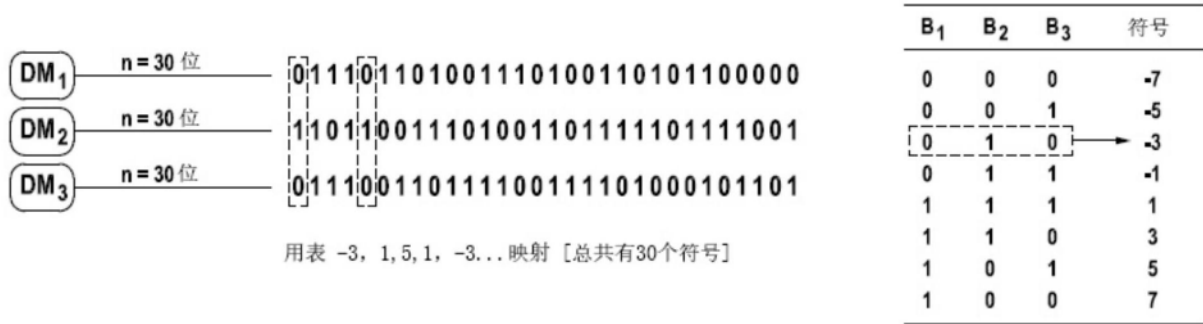 DM1 n = 30 位 011101101001110100110101100000
DM2 n = 30 位 110110011101001101111101111001
DM3 n = 30 位 011100110111100111101000101101
用表 -3, 1,5,1, -3...映射 [总共有30个符号]
B1 B2 B3 符号
0 0 0 -7
0 0 1 -5
0 1 0 -3
0 1 1 -1
1 1 1 1
1 1 0 3
1 0 1 5
1 0 0 7